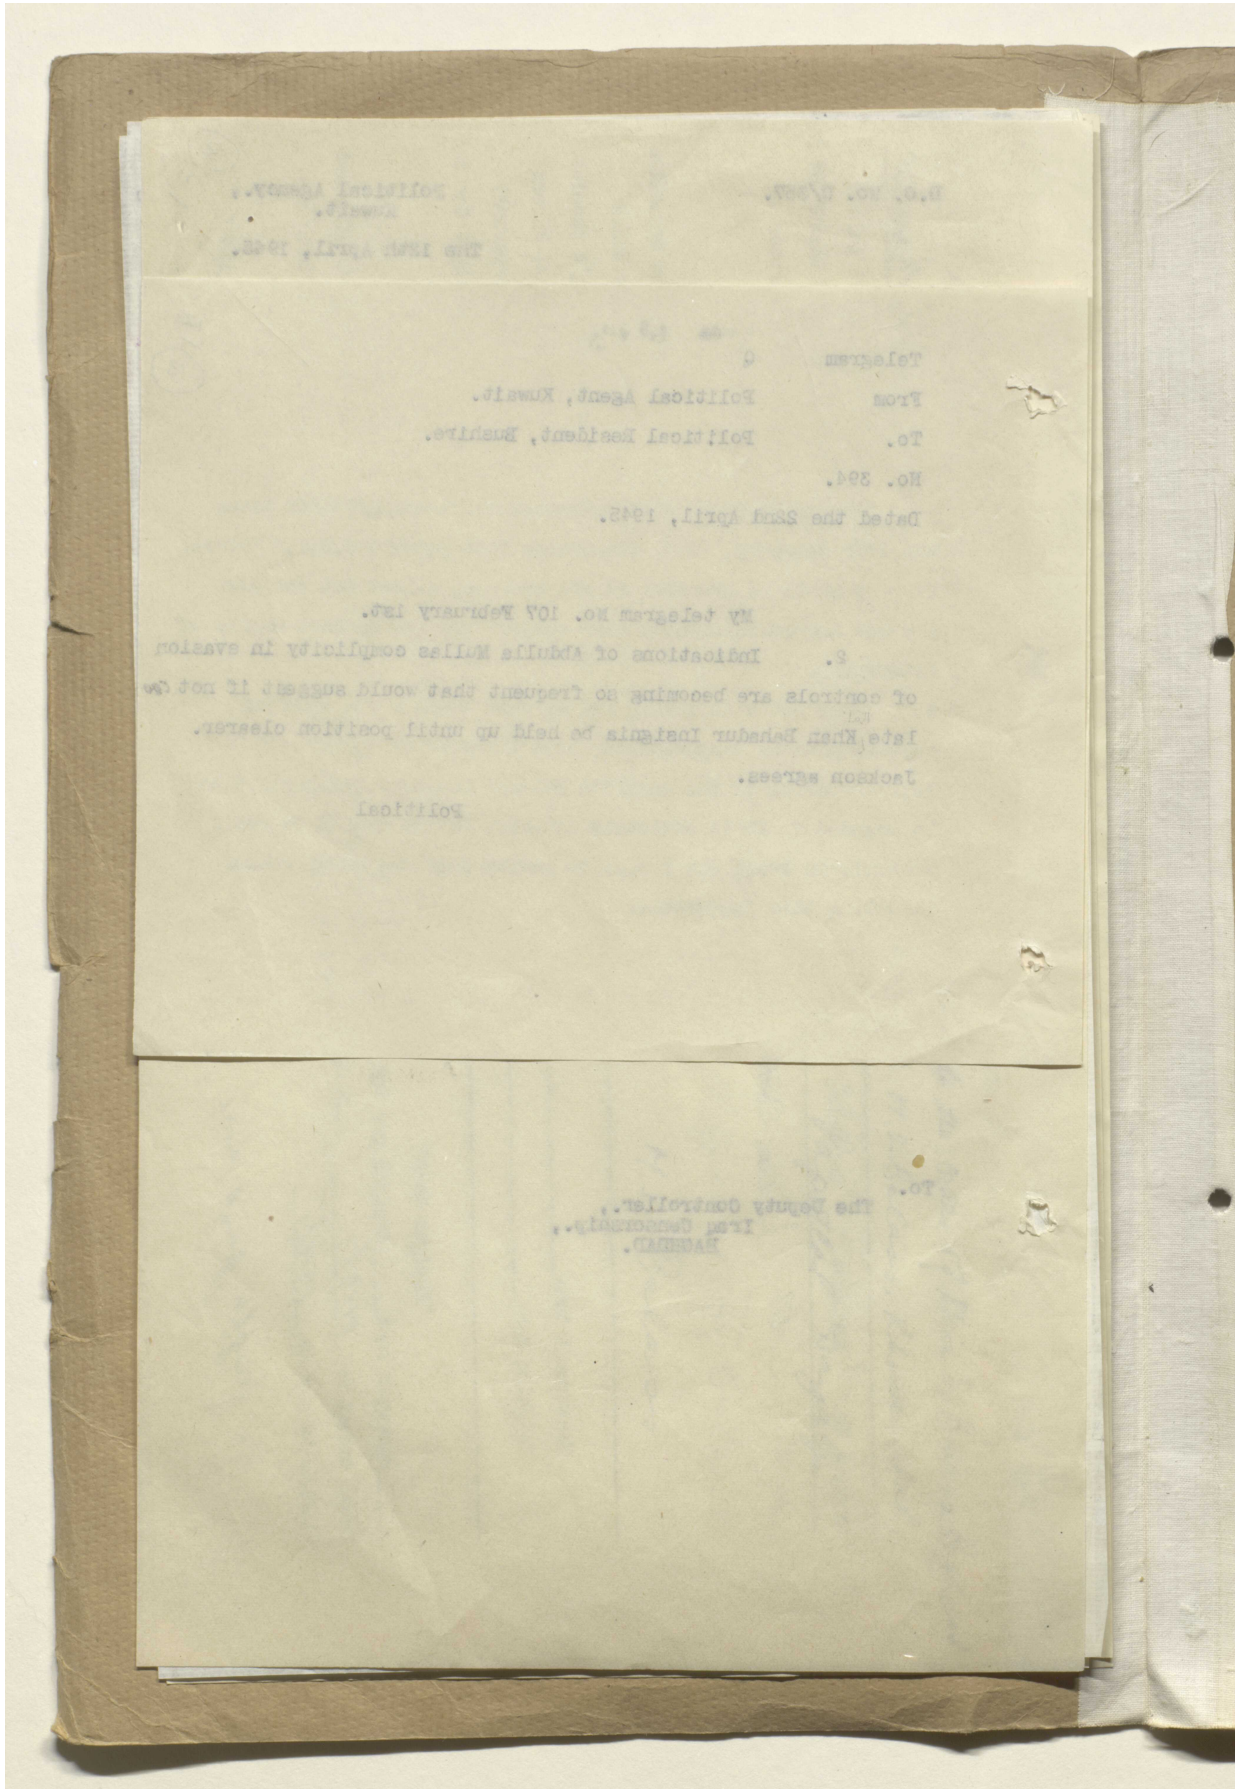 D.O. No. C/367.
Political Agency.,
Kuwait.
The 12th April, 1945.
Telegram Q
From Political Agent, Kuwait.
To. Political Resident, Bushire.
No. 394.
Dated the 22nd April, 1945.
My telegram No. 107 February 1st.
2. Indications of Abdulla Mullas complicity in evasion
of controls are becoming so frequent that would suggest if not too
late Khan Bahadur Insignia be held up until position clearer.
Jackson agrees.
Political
To.
The Deputy Controller.,
Iraq Censorship.,
BAGHDAD.